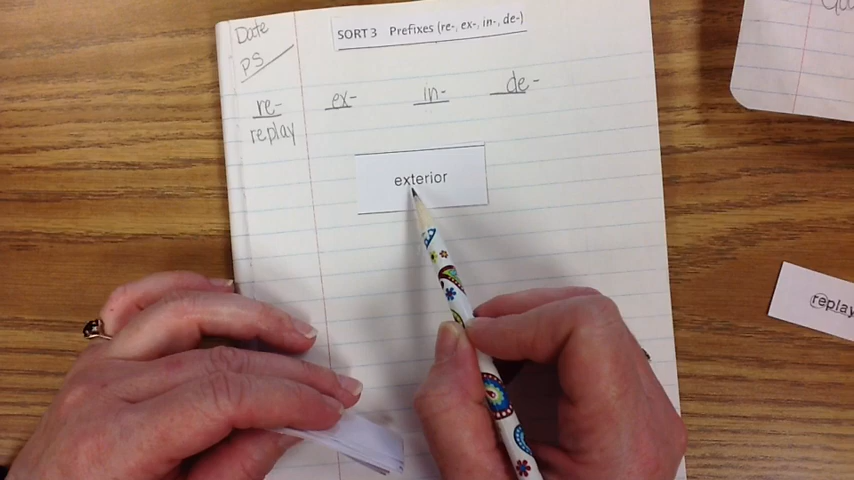 Date
PS
SORT 3 Prefixes (re-, ex-, in-, de-)
re- ex- in- de-
replay
exterior
replay